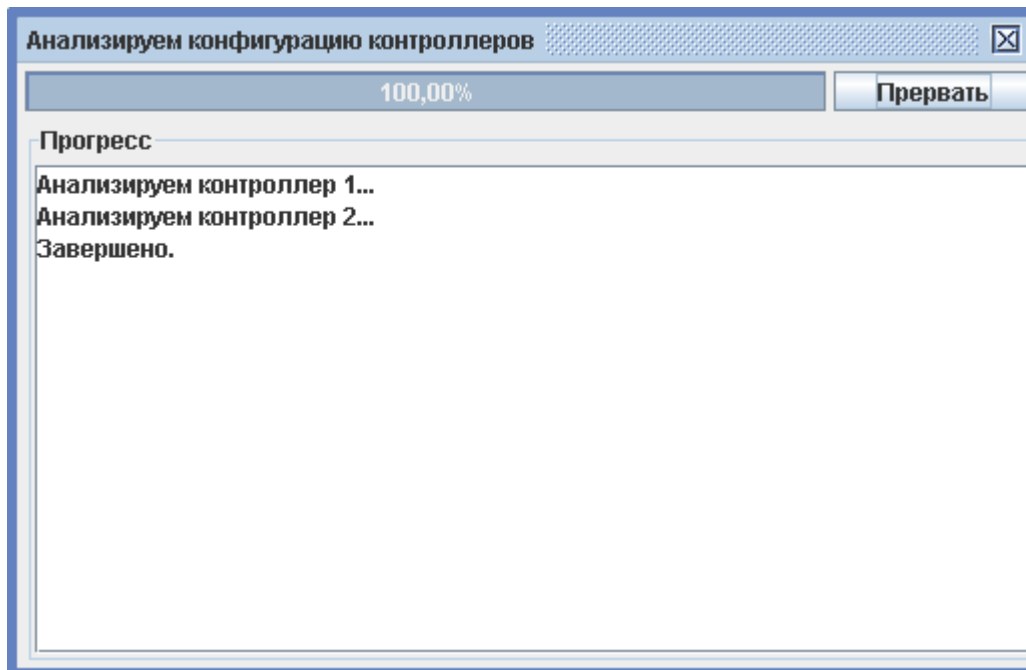 Анализируем конфигурацию контроллеров
100,00%
Прервать
Прогресс
Анализируем контроллер 1...
Анализируем контроллер 2...
Завершено.